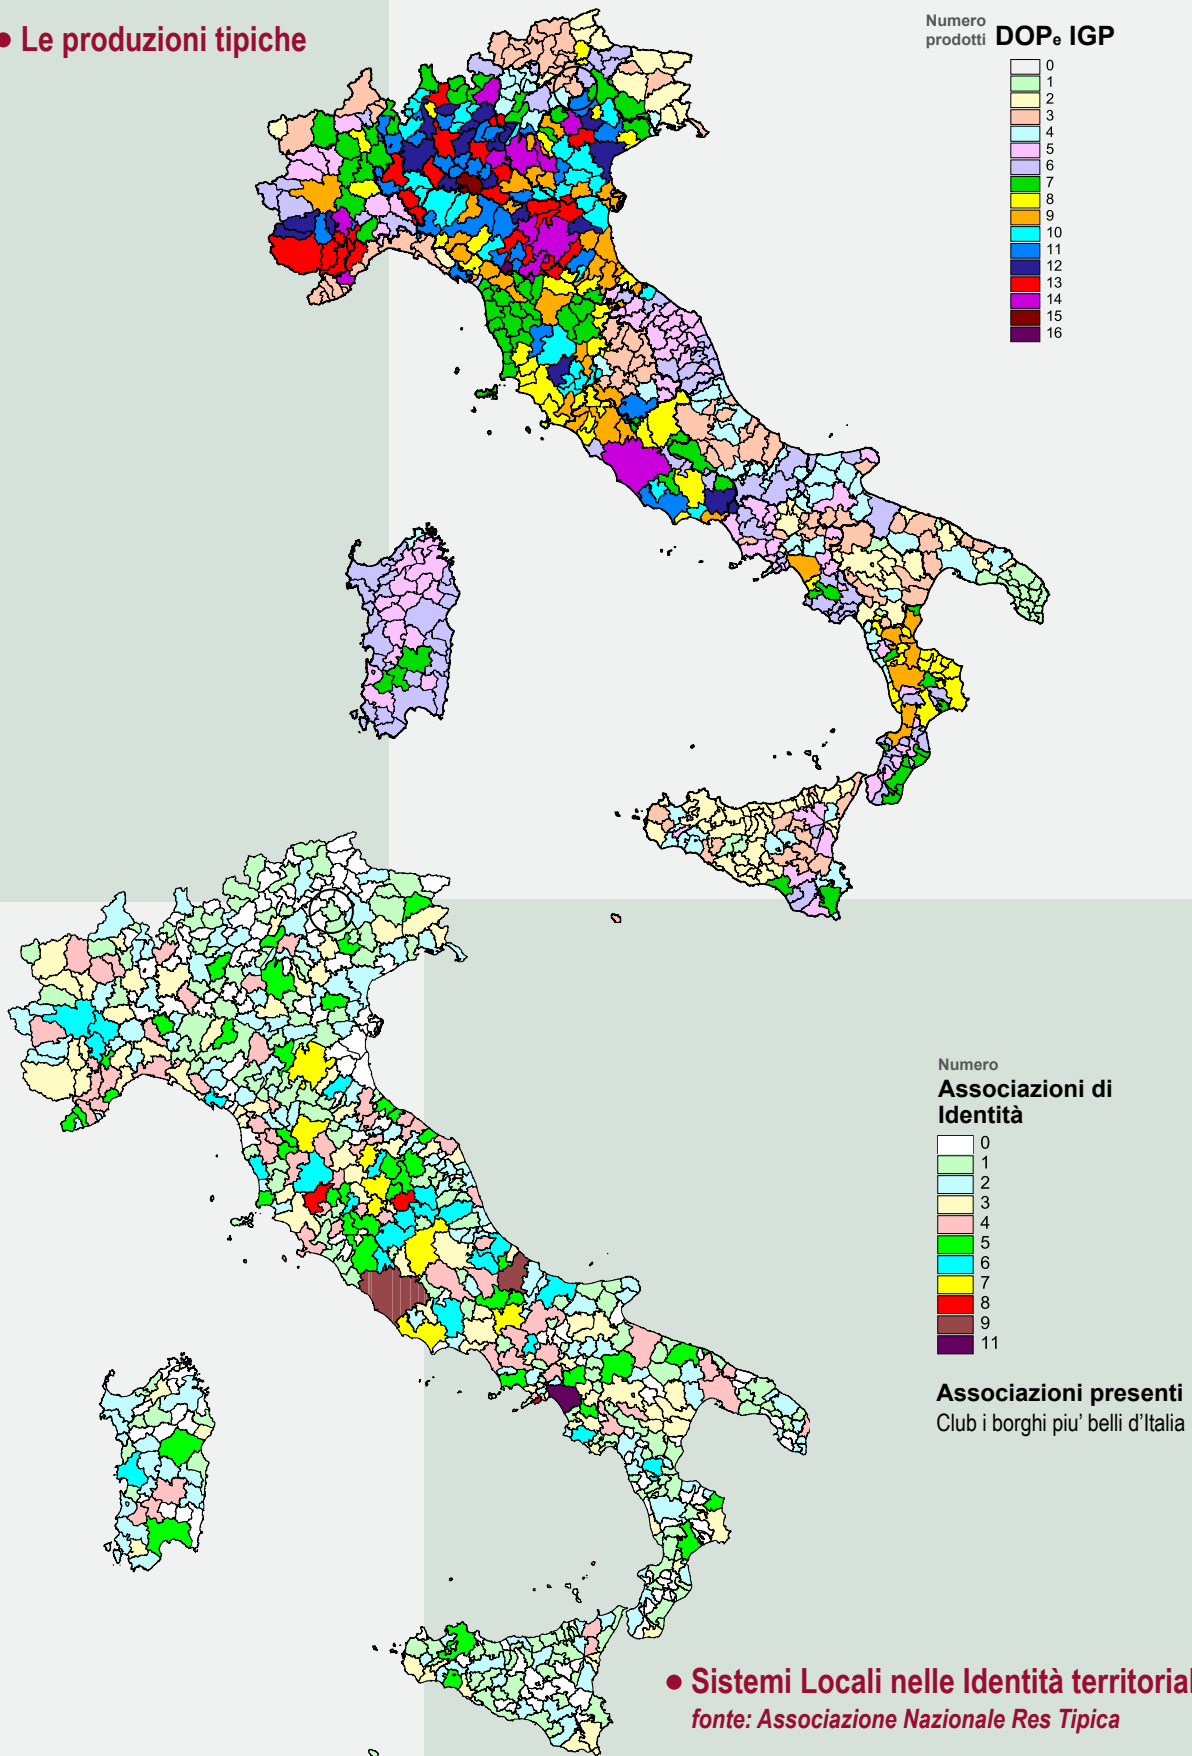 • Le produzioni tipiche
Numero
prodotti DOPe IGP
0
1
2
3
4
5
6
7
8
9
10
11
12
13
14
15
16
Numero
Associazioni di
Identità
0
1
2
3
4
5
6
7
8
9
11
Associazioni presenti
Club i borghi piu' belli d'Italia
• Sistemi Locali nelle Identità territorial
fonte: Associazione Nazionale Res Tipica